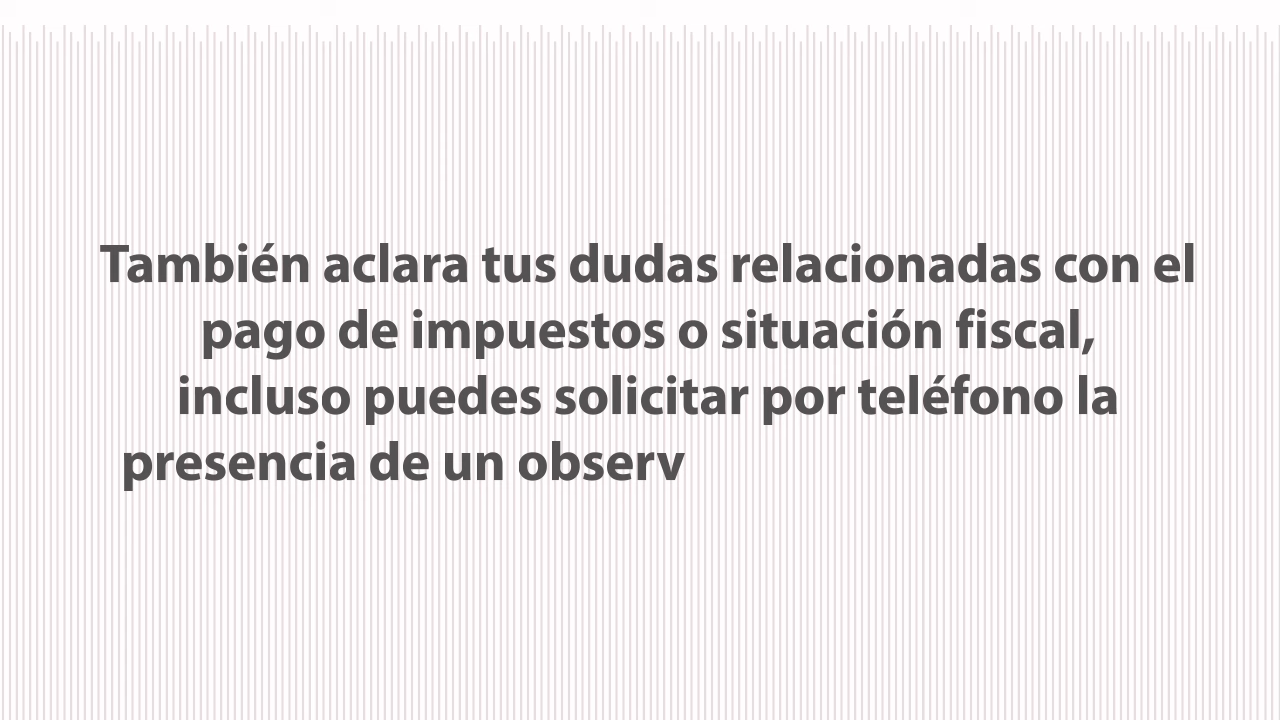 También aclara tus dudas relacionadas con el
pago de impuestos o situación fiscal,
incluso puedes solicitar por teléfono la
presencia de un observ